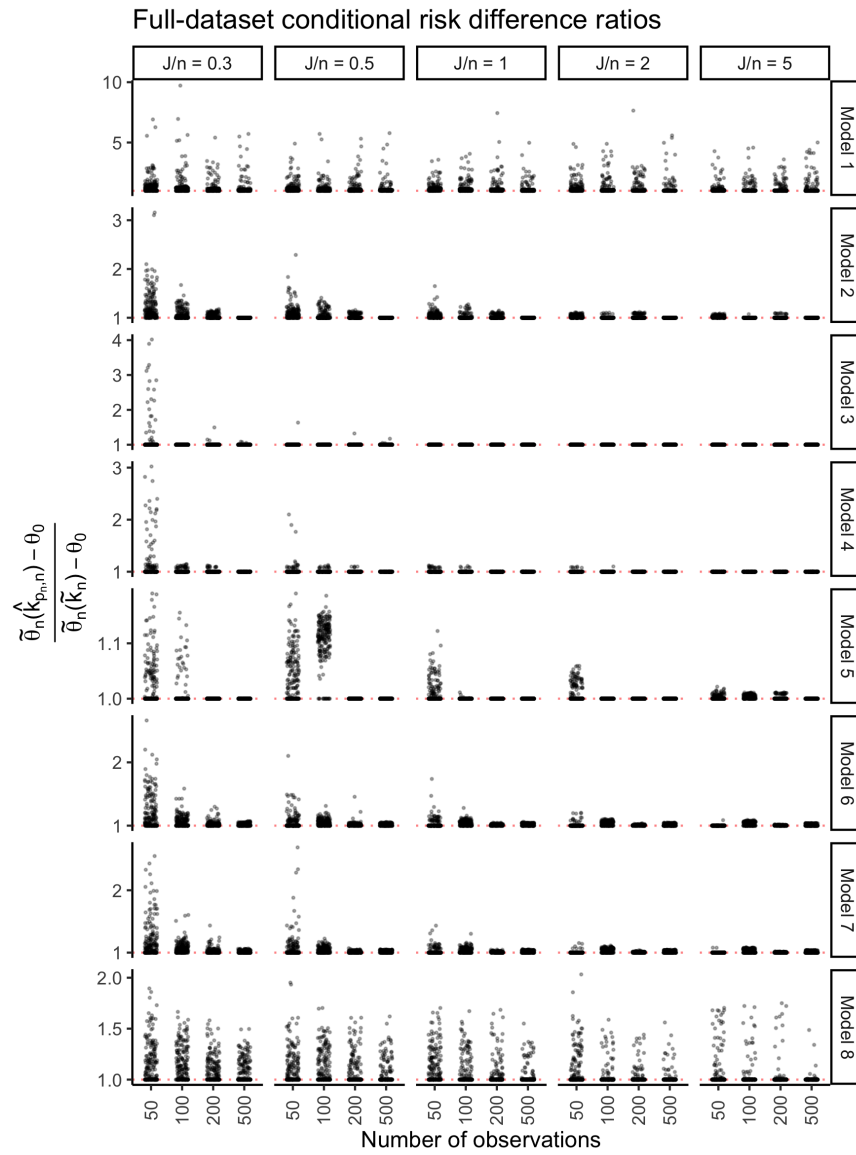 Full-dataset conditional risk difference ratios
J/n = 0.3 J/n = 0.5 J/n = 1 J/n = 2 J/n = 5
10
5
Model 1
3
2
1
Model 2
4
3
2
1
Model 3
3
2
1
Model 4
1.1
1.0
Model 5
2
1
Model 6
2
1
Model 7
2.0
1.5
1.0
Model 8
θ̃ₙ(k̂ₚₙ,ₙ) − θ₀
θ̃ₙ(k̃ₙ) − θ₀
50 100 200 500 50 100 200 500 50 100 200 500 50 100 200 500 50 100 200 500
Number of observations